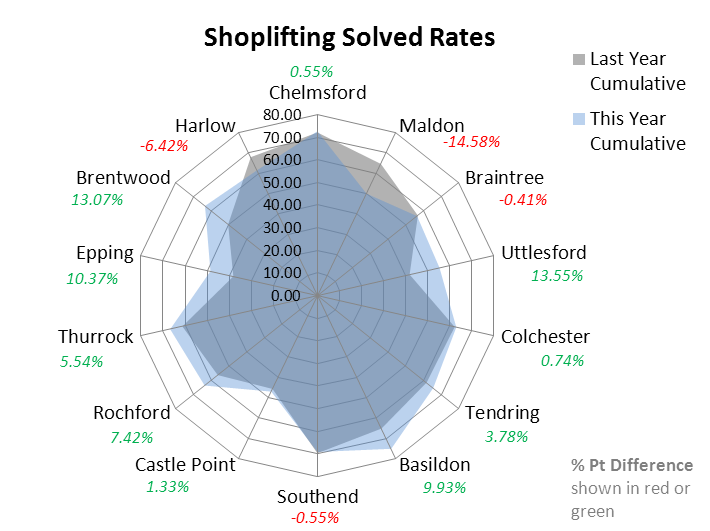 Shoplifting Solved Rates
Last Year
Cumulative
This Year
Cumulative
0.55%
Chelmsford
Maldon
-14.58%
Braintree
-0.41%
Uttlesford
13.55%
Colchester
0.74%
Tendring
3.78%
Basildon
9.93%
Southend
-0.55%
Castle Point
1.33%
Rochford
7.42%
Thurrock
5.54%
Epping
10.37%
Brentwood
13.07%
Harlow
-6.42%
80.00
70.00
60.00
50.00
40.00
30.00
20.00
10.00
0.00
% Pt Difference
shown in red or
green